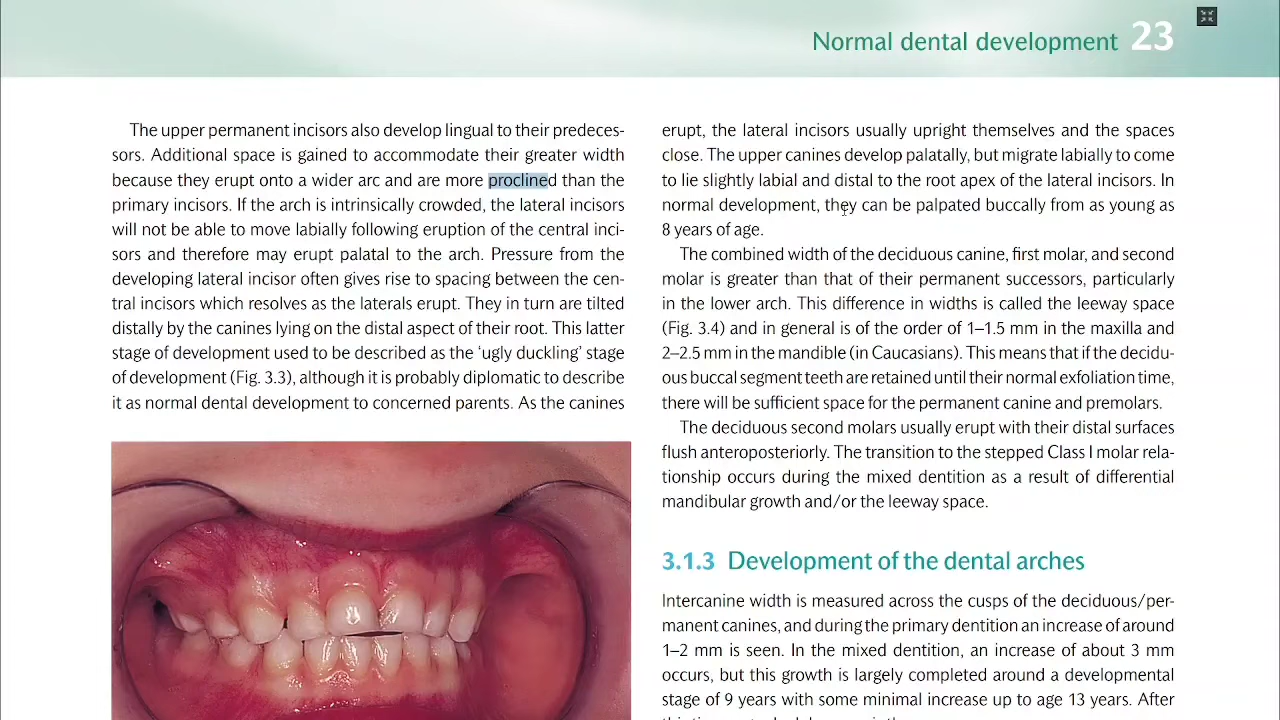 Normal dental development 23
The upper permanent incisors also develop lingual to their predeces-
sors. Additional space is gained to accommodate their greater width
because they erupt onto a wider arc and are more proclined than the
primary incisors. If the arch is intrinsically crowded, the lateral incisors
will not be able to move labially following eruption of the central inci-
sors and therefore may erupt palatal to the arch. Pressure from the
developing lateral incisor often gives rise to spacing between the cen-
tral incisors which resolves as the laterals erupt. They in turn are tilted
distally by the canines lying on the distal aspect of their root. This latter
stage of development used to be described as the ‘ugly duckling’ stage
of development (Fig. 3.3), although it is probably diplomatic to describe
it as normal dental development to concerned parents. As the canines
erupt, the lateral incisors usually upright themselves and the spaces
close. The upper canines develop palatally, but migrate labially to come
to lie slightly labial and distal to the root apex of the lateral incisors. In
normal development, they can be palpated buccally from as young as
8 years of age.
The combined width of the deciduous canine, first molar, and second
molar is greater than that of their permanent successors, particularly
in the lower arch. This difference in widths is called the leeway space
(Fig. 3.4) and in general is of the order of 1–1.5 mm in the maxilla and
2–2.5 mm in the mandible (in Caucasians). This means that if the decidu-
ous buccal segment teeth are retained until their normal exfoliation time,
there will be sufficient space for the permanent canine and premolars.
The deciduous second molars usually erupt with their distal surfaces
flush anteroposteriorly. The transition to the stepped Class I molar rela-
tionship occurs during the mixed dentition as a result of differential
mandibular growth and/or the leeway space.
3.1.3 Development of the dental arches
Intercanine width is measured across the cusps of the deciduous/per-
manent canines, and during the primary dentition an increase of around
1–2 mm is seen. In the mixed dentition, an increase of about 3 mm
occurs, but this growth is largely completed around a developmental
stage of 9 years with some minimal increase up to age 13 years. After